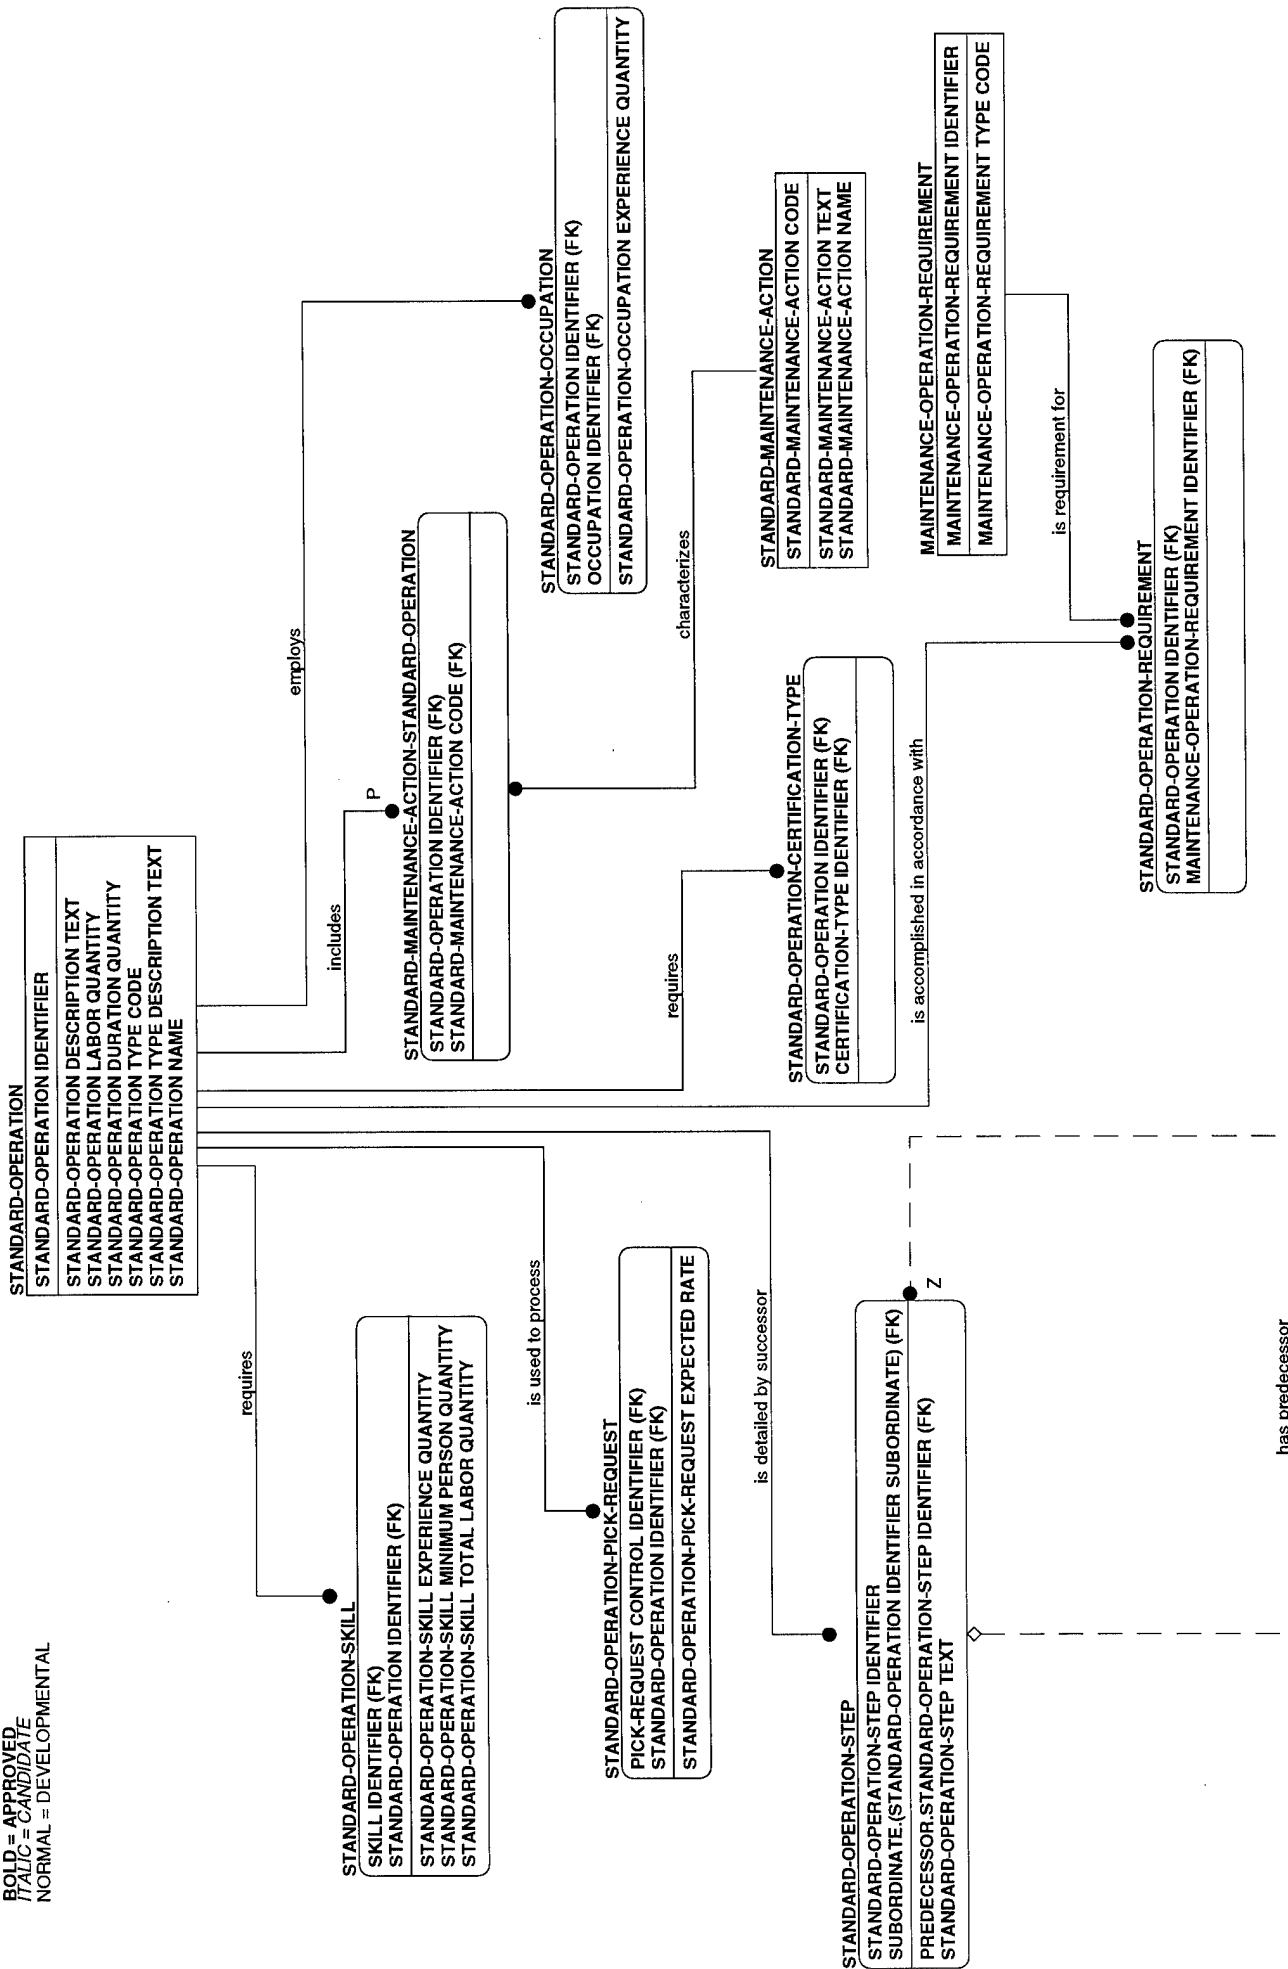 BOLD = APPROVED
ITALIC = CANDIDATE
NORMAL = DEVELOPMENTAL
STANDARD-OPERATION
STANDARD-OPERATION IDENTIFIER
STANDARD-OPERATION DESCRIPTION TEXT
STANDARD-OPERATION LABOR QUANTITY
STANDARD-OPERATION DURATION QUANTITY
STANDARD-OPERATION TYPE CODE
STANDARD-OPERATION TYPE DESCRIPTION TEXT
STANDARD-OPERATION NAME
requires
is used to process
is detailed by successor
includes
P
employs
requires
is accomplished in accordance with
STANDARD-OPERATION-SKILL
SKILL IDENTIFIER (FK)
STANDARD-OPERATION IDENTIFIER (FK)
STANDARD-OPERATION-SKILL EXPERIENCE QUANTITY
STANDARD-OPERATION-SKILL MINIMUM PERSON QUANTITY
STANDARD-OPERATION-SKILL TOTAL LABOR QUANTITY
STANDARD-MAINTENANCE-ACTION-STANDARD-OPERATION
STANDARD-OPERATION IDENTIFIER (FK)
STANDARD-MAINTENANCE-ACTION CODE (FK)
STANDARD-OPERATION-OCCUPATION
STANDARD-OPERATION IDENTIFIER (FK)
OCCUPATION IDENTIFIER (FK)
STANDARD-OPERATION-OCCUPATION EXPERIENCE QUANTITY
STANDARD-OPERATION-PICK-REQUEST
PICK-REQUEST CONTROL IDENTIFIER (FK)
STANDARD-OPERATION IDENTIFIER (FK)
STANDARD-OPERATION-PICK-REQUEST EXPECTED RATE
characterizes
STANDARD-OPERATION-CERTIFICATION-TYPE
STANDARD-OPERATION IDENTIFIER (FK)
CERTIFICATION-TYPE IDENTIFIER (FK)
STANDARD-MAINTENANCE-ACTION
STANDARD-MAINTENANCE-ACTION CODE
STANDARD-MAINTENANCE-ACTION TEXT
STANDARD-MAINTENANCE-ACTION NAME
STANDARD-OPERATION-STEP
STANDARD-OPERATION-STEP IDENTIFIER
SUBORDINATE.(STANDARD-OPERATION IDENTIFIER SUBORDINATE) (FK)
PREDECESSOR.STANDARD-OPERATION-STEP IDENTIFIER (FK)
STANDARD-OPERATION-STEP TEXT
Z
MAINTENANCE-OPERATION-REQUIREMENT
MAINTENANCE-OPERATION-REQUIREMENT IDENTIFIER
MAINTENANCE-OPERATION-REQUIREMENT TYPE CODE
is requirement for
STANDARD-OPERATION-REQUIREMENT
STANDARD-OPERATION IDENTIFIER (FK)
MAINTENANCE-OPERATION-REQUIREMENT IDENTIFIER (FK)
has predecessor